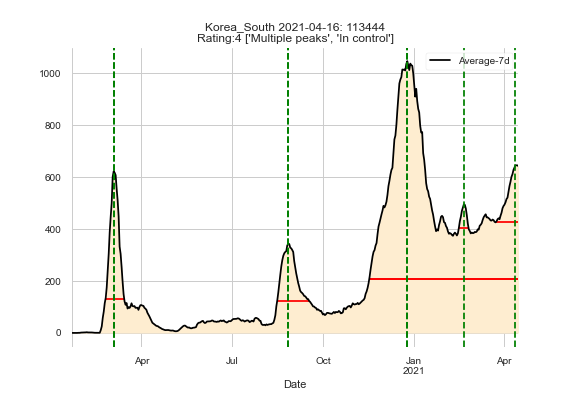 Korea_South 2021-04-16: 113444
Rating:4 ['Multiple peaks', 'In control']
Average-7d
1000
800
600
400
200
0
Apr
Jul
Oct
Jan
2021
Apr
Date